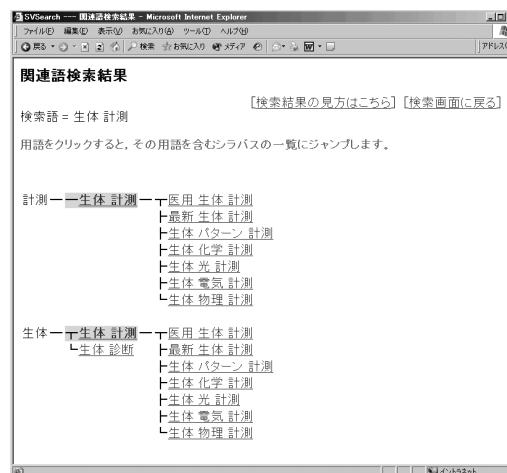 SVSearch --- 関連語検索結果 - Microsoft Internet Explorer
ファイル(F) 編集(E) 表示(V) お気に入り(A) ツール(T) ヘルプ(H)
戻る 検索 お気に入り メディア
アドレス(
関連語検索結果
[検索結果の見方はこちら] [検索画面に戻る]
検索語 = 生体 計測
用語をクリックすると, その用語を含むシラバスの一覧にジャンプします。
計測 生体 計測 医用 生体 計測
最新 生体 計測
生体 パターン 計測
生体 化学 計測
生体 光 計測
生体 電気 計測
生体 物理 計測
生体 生体 計測 医用 生体 計測
生体 診断 最新 生体 計測
生体 パターン 計測
生体 化学 計測
生体 光 計測
生体 電気 計測
生体 物理 計測
イントラネット